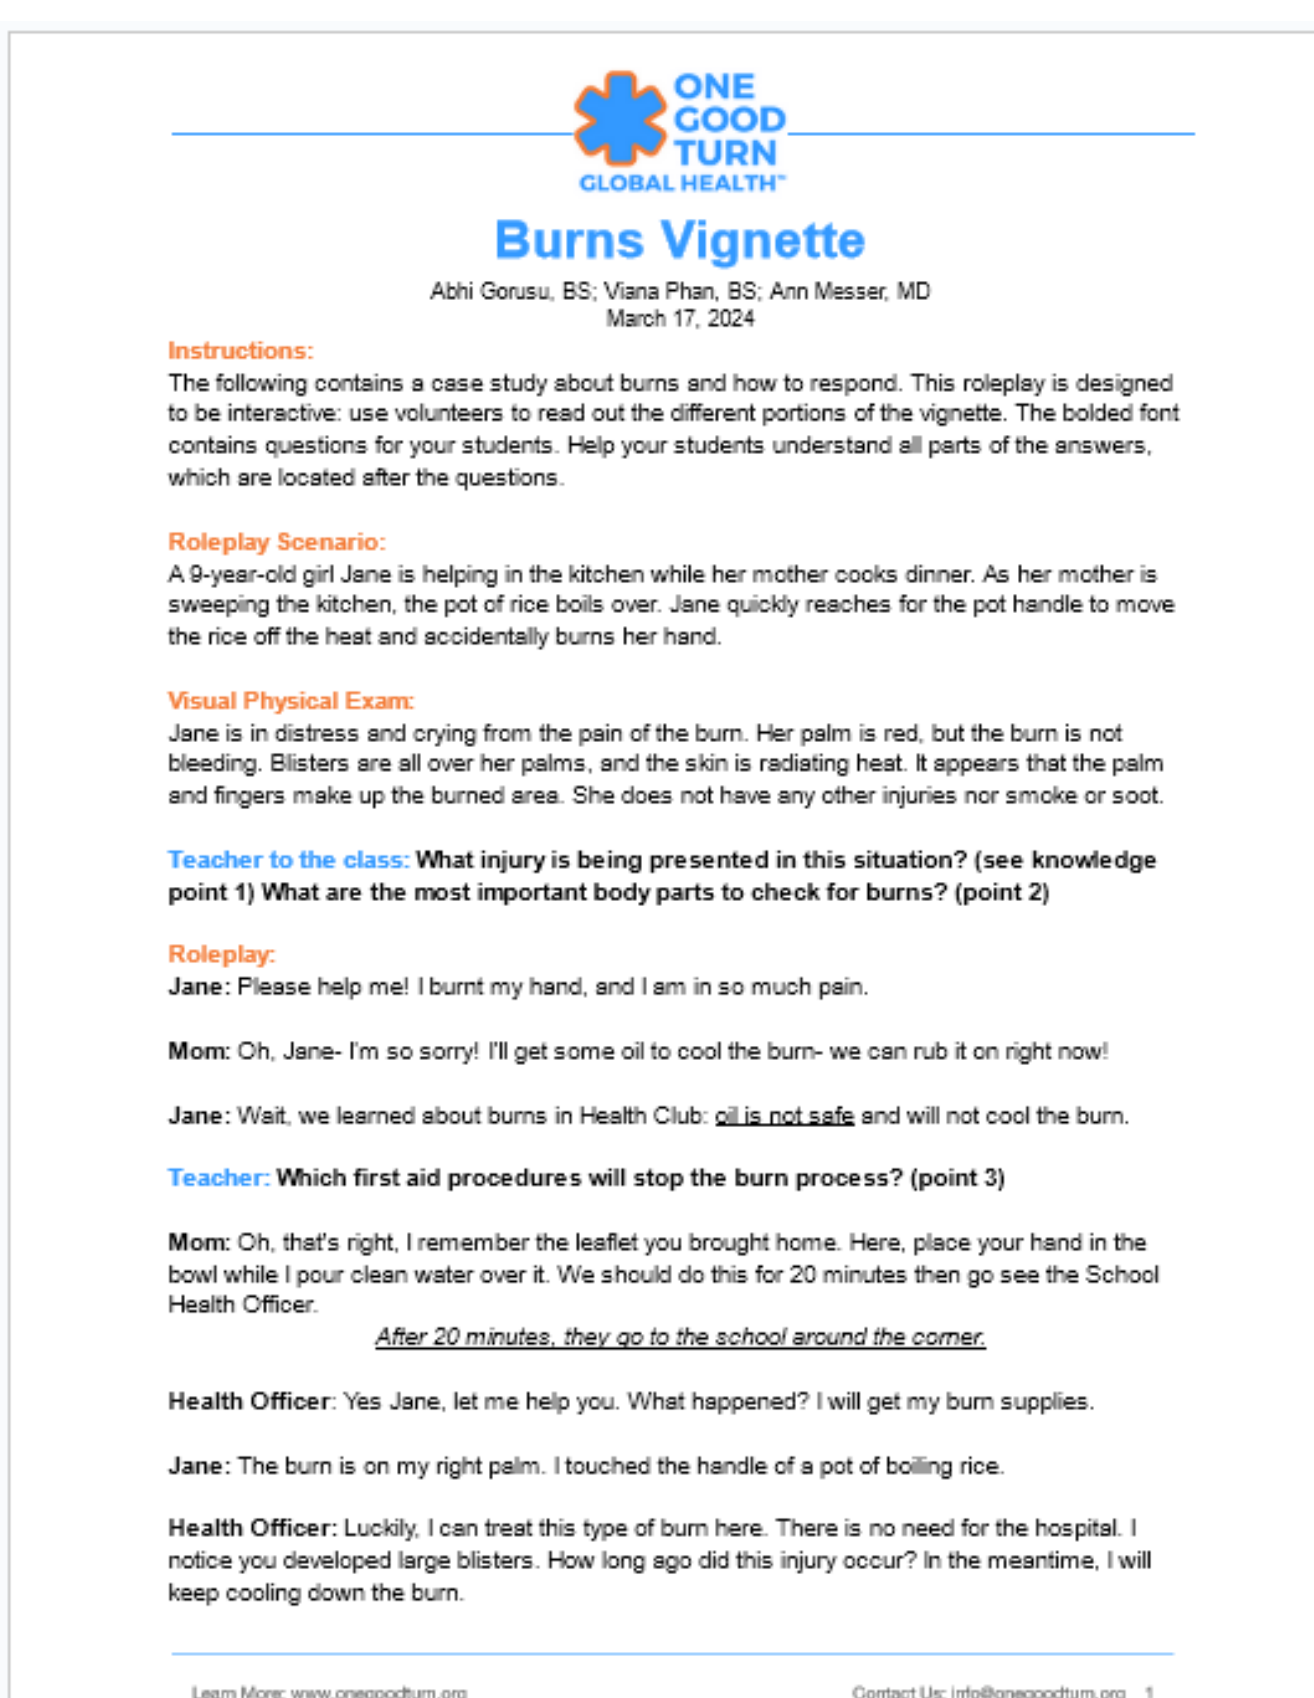 ONE
GOOD
TURN
GLOBAL HEALTH™
Burns Vignette
Abhi Gorusu, BS; Viana Phan, BS; Ann Messer, MD
March 17, 2024
Instructions:
The following contains a case study about burns and how to respond. This roleplay is designed
to be interactive: use volunteers to read out the different portions of the vignette. The bolded font
contains questions for your students. Help your students understand all parts of the answers,
which are located after the questions.
Roleplay Scenario:
A 9-year-old girl Jane is helping in the kitchen while her mother cooks dinner. As her mother is
sweeping the kitchen, the pot of rice boils over. Jane quickly reaches for the pot handle to move
the rice off the heat and accidentally burns her hand.
Visual Physical Exam:
Jane is in distress and crying from the pain of the burn. Her palm is red, but the burn is not
bleeding. Blisters are all over her palms, and the skin is radiating heat. It appears that the palm
and fingers make up the burned area. She does not have any other injuries nor smoke or soot.
Teacher to the class: What injury is being presented in this situation? (see knowledge
point 1) What are the most important body parts to check for burns? (point 2)
Roleplay:
Jane: Please help me! I burnt my hand, and I am in so much pain.
Mom: Oh, Jane- I'm so sorry! I'll get some oil to cool the burn- we can rub it on right now!
Jane: Wait, we learned about burns in Health Club: oil is not safe and will not cool the burn.
Teacher: Which first aid procedures will stop the burn process? (point 3)
Mom: Oh, that's right, I remember the leaflet you brought home. Here, place your hand in the
bowl while I pour clean water over it. We should do this for 20 minutes then go see the School
Health Officer.
After 20 minutes, they go to the school around the corner.
Health Officer: Yes Jane, let me help you. What happened? I will get my burn supplies.
Jane: The burn is on my right palm. I touched the handle of a pot of boiling rice.
Health Officer: Luckily, I can treat this type of burn here. There is no need for the hospital. I
notice you developed large blisters. How long ago did this injury occur? In the meantime, I will
keep cooling down the burn.
Learn More: www.onegoodturn.org Contact Us: info@onegoodturn.org 1